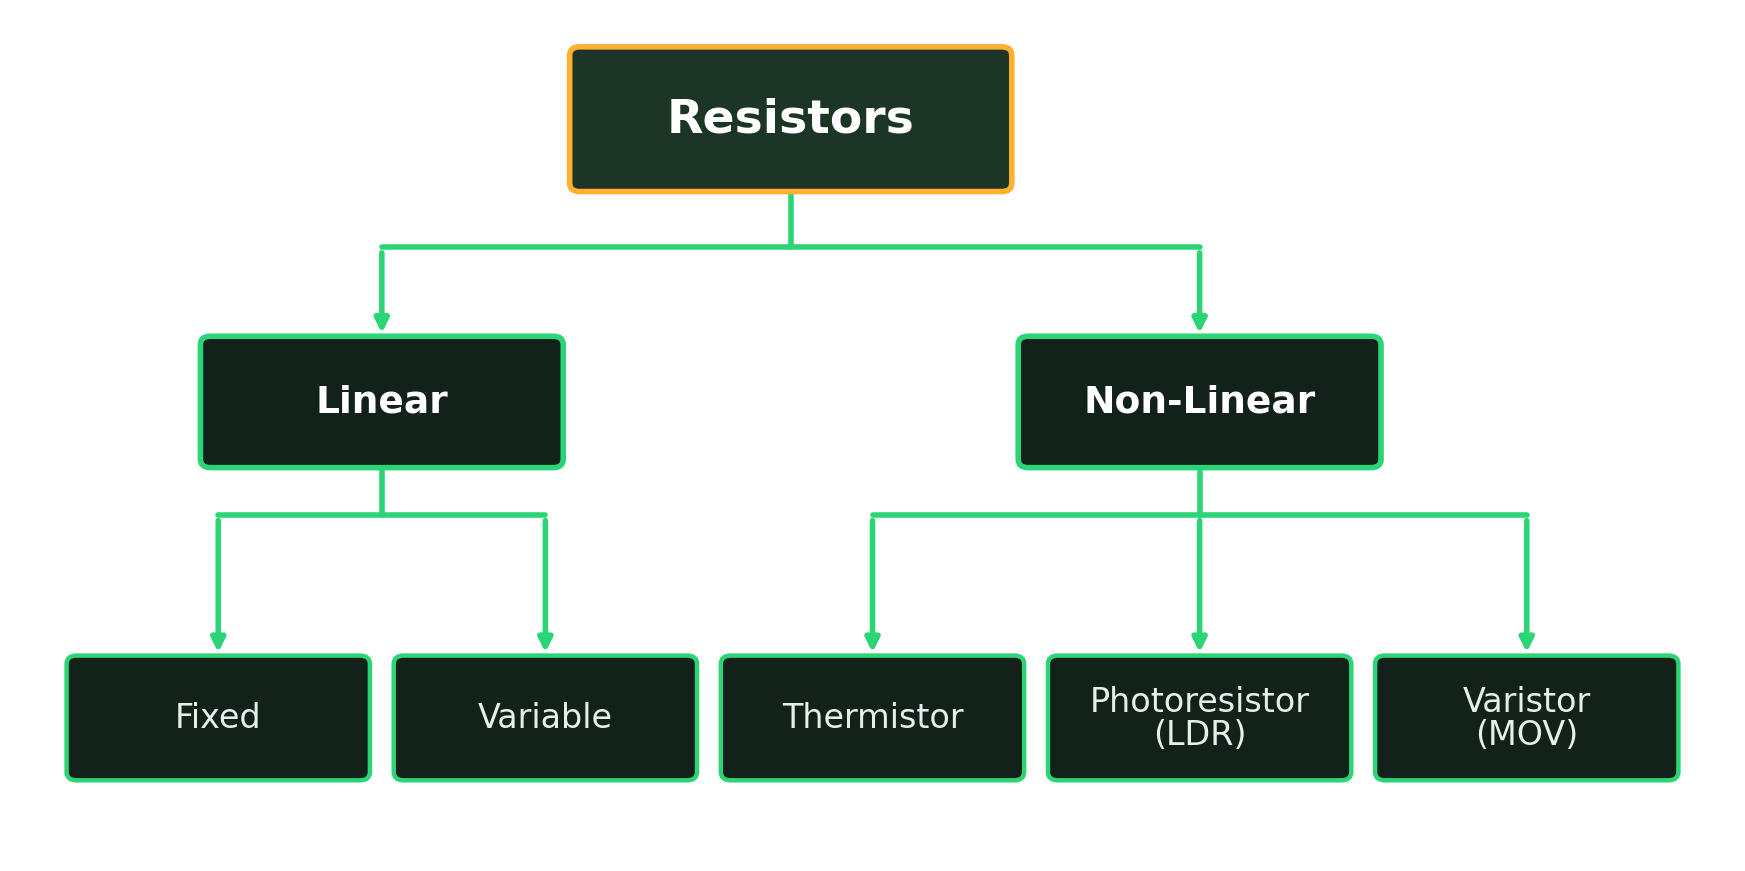 Resistors
Linear
Non-Linear
Fixed
Variable
Thermistor
Photoresistor
(LDR)
Varistor
(MOV)